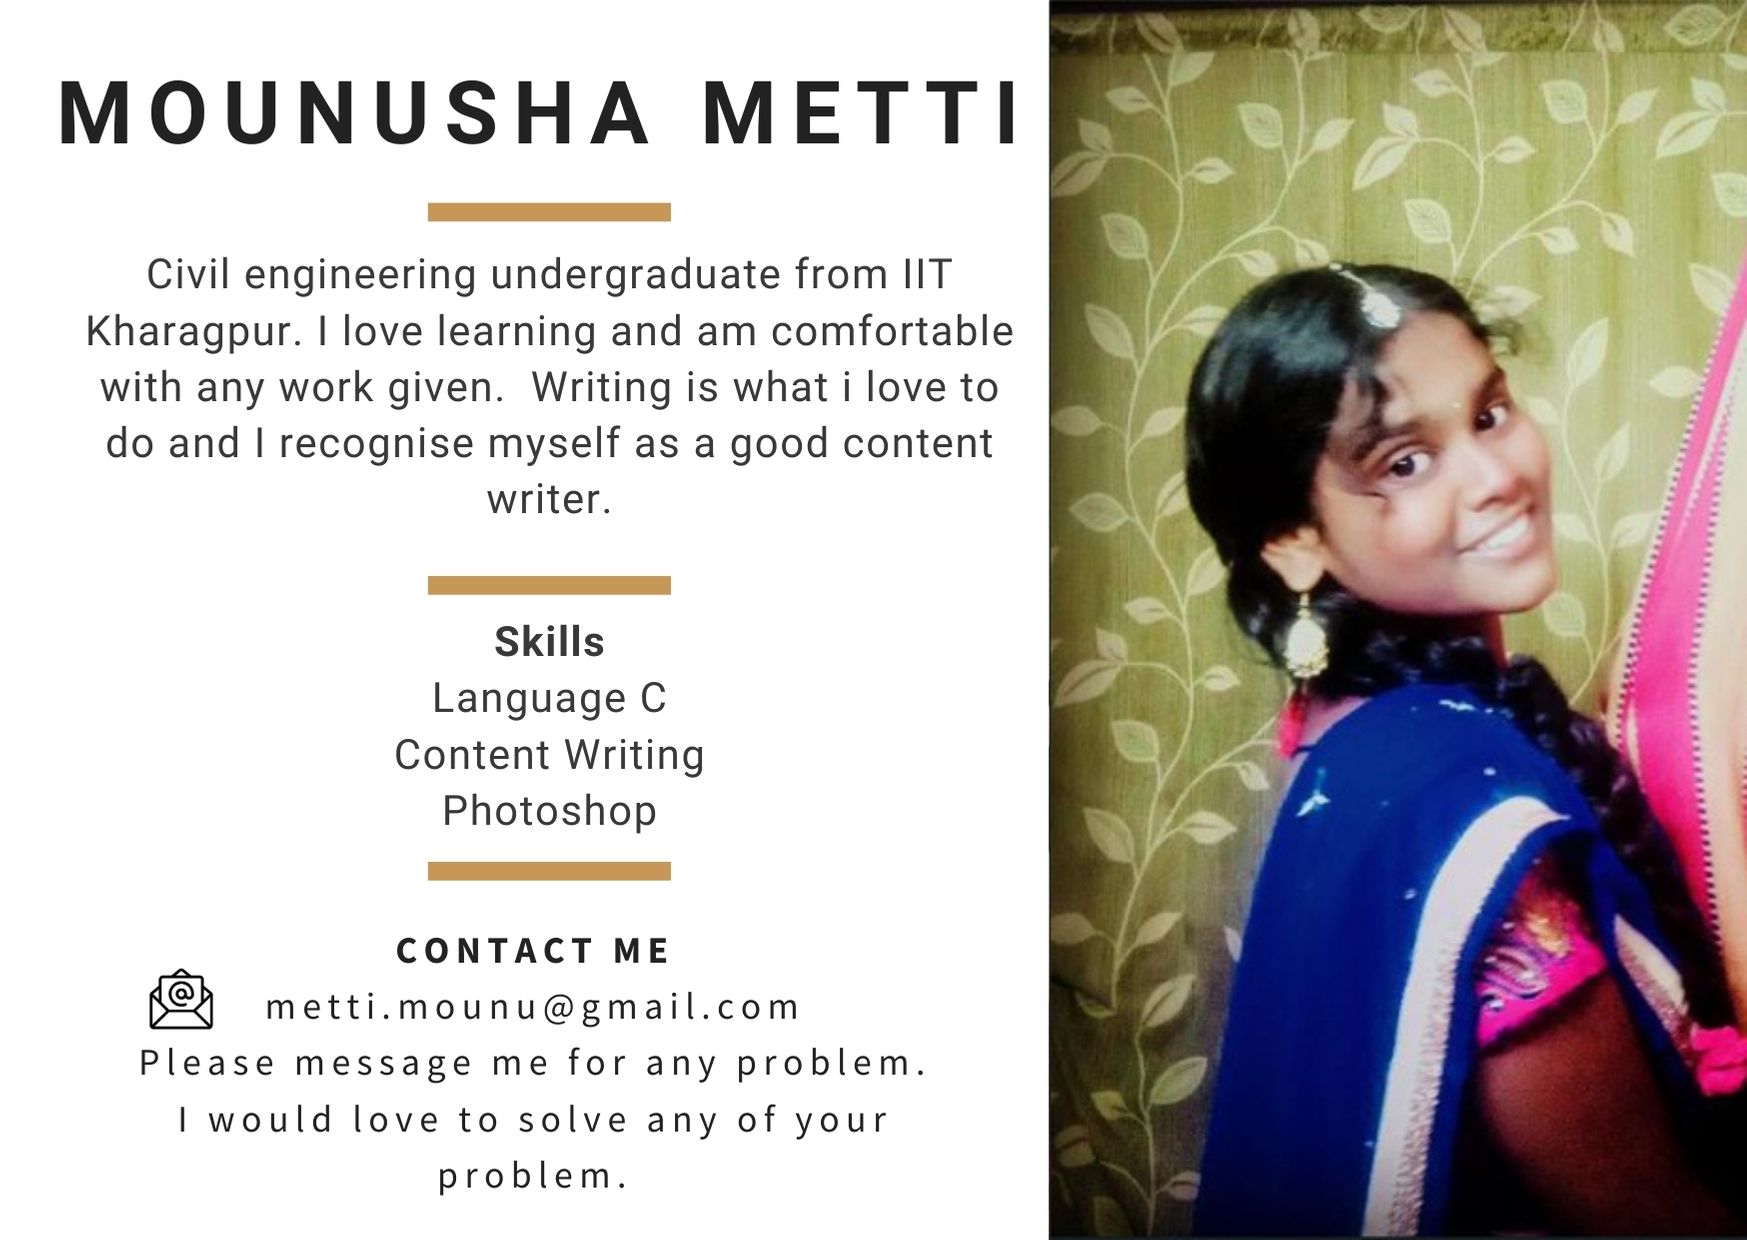 MOUNUSHA METTI
Civil engineering undergraduate from IIT
Kharagpur. I love learning and am comfortable
with any work given.  Writing is what i love to
do and I recognise myself as a good content
writer.
Skills
Language C
Content Writing
Photoshop
CONTACT ME
metti.mounu@gmail.com
Please message me for any problem.
I would love to solve any of your
problem.